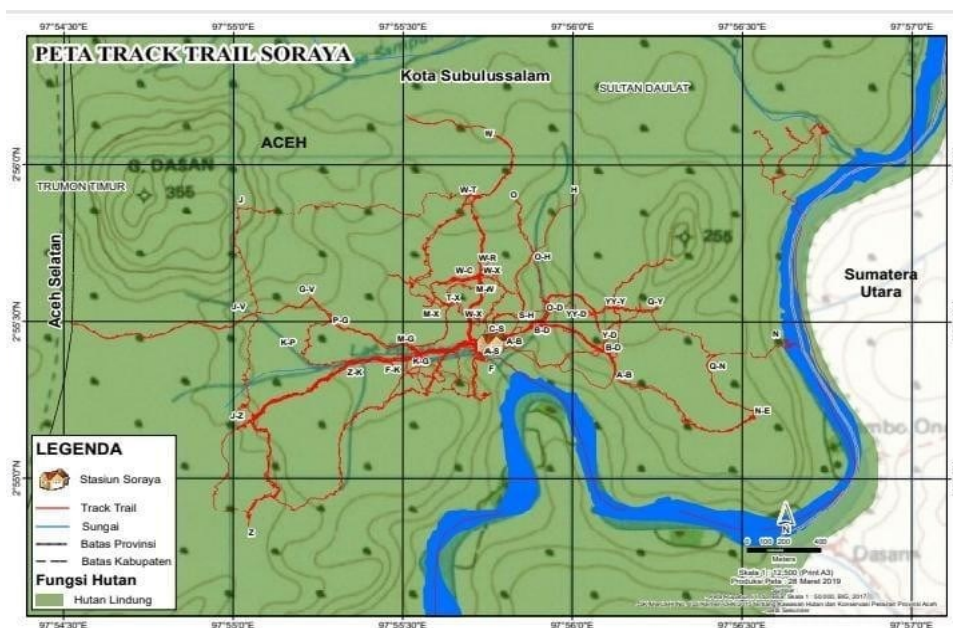 97°54'30"E 97°55'0"E 97°55'30"E 97°56'0"E 97°56'30"E 97°57'0"E
PETA TRACK TRAIL SORAYA
Kota Subulussalam
SULTAN DAULAT
ACEH
W
2°56'0"N
G. DASAN
TRUMON TIMUR
355
J
W-T
O
H
255
Aceh Selatan
Sumatera
Utara
W-R
O-H
W-C
W-X
M-W
G-V
T-X
YY-Y
Q-Y
J-V
O-D
YY-D
P-G
M-X
W-X
S-H
2°55'30"N
C-S
B-D
Y-D
N
K-P
M-G
A-B
B-D
A-S
K-G
Z-K
F-K
F
A-B
Q-N
J-Z
N-E
LEGENDA
Stasiun Soraya
Track Trail
Sungai
Batas Provinsi
Batas Kabupaten
Fungsi Hutan
Hutan Lindung
2°55'0"N
Z
N
0 100 200 400
Meters
Dasan
Skala 1 : 12,500 (Print A3)
Produksi Peta : 28 Maret 2019
97°54'30"E 97°55'0"E 97°55'30"E 97°56'0"E 97°56'30"E 97°57'0"E